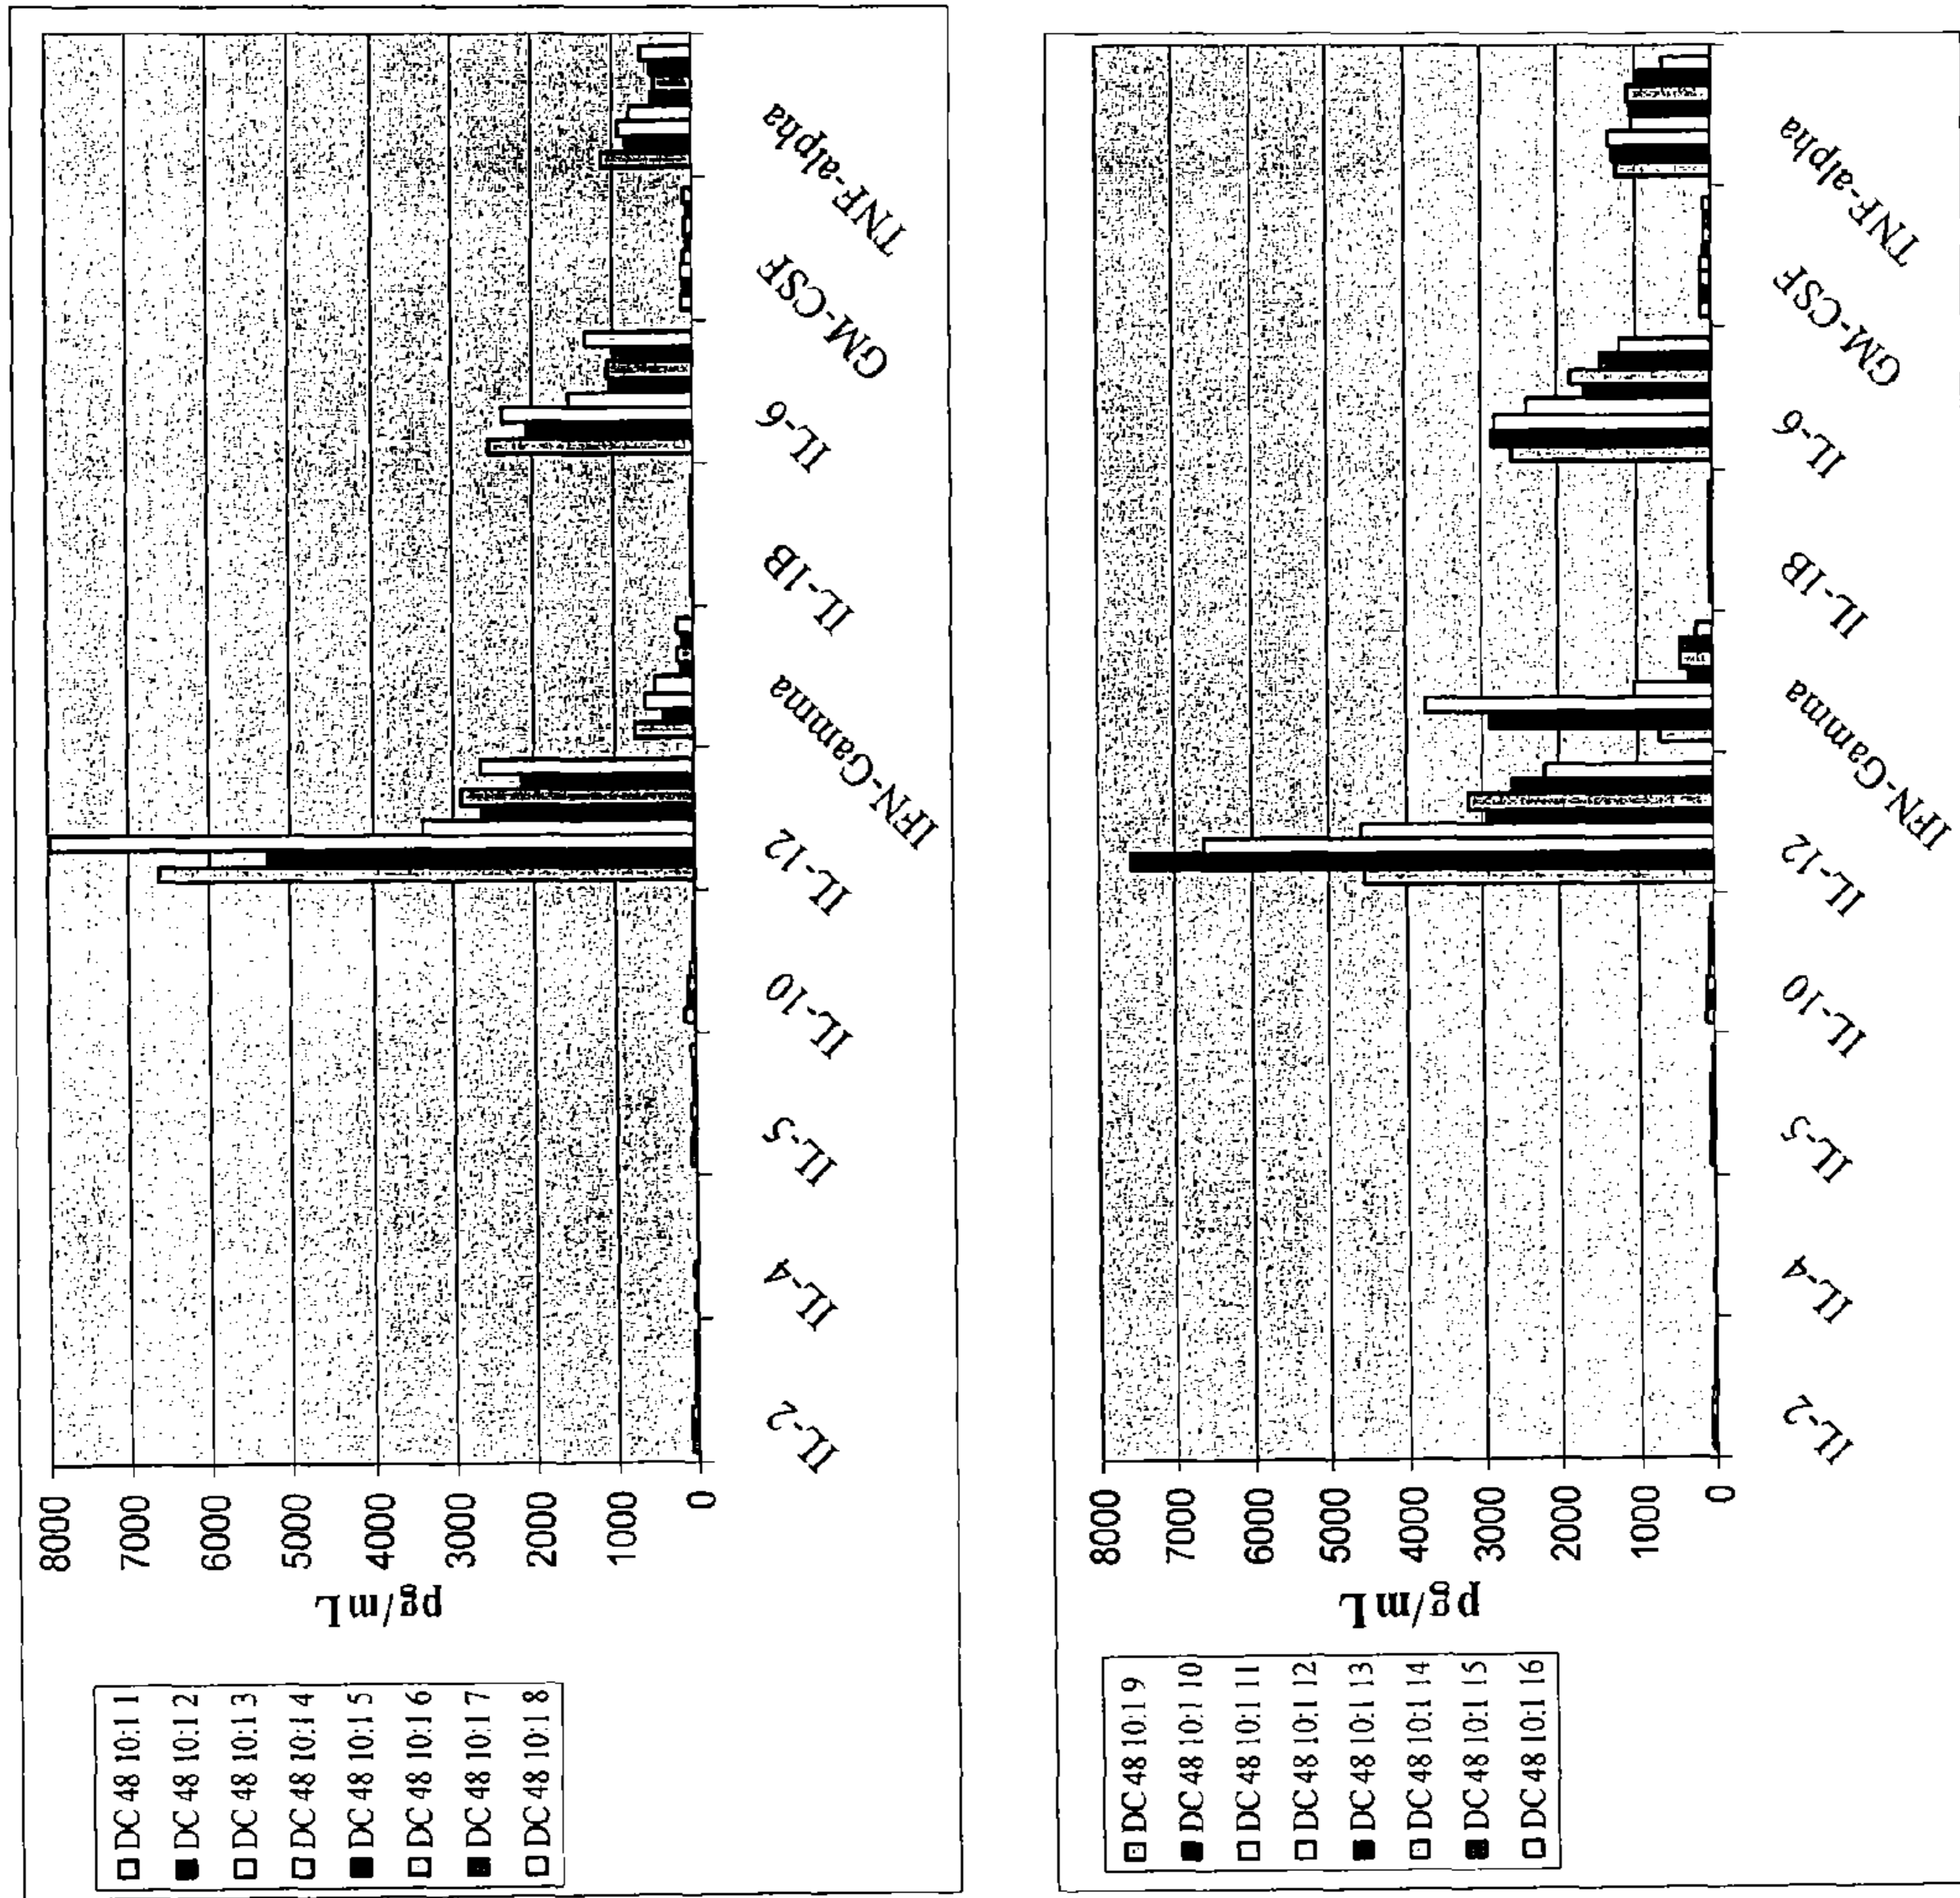 DC 48 10:1 1
DC 48 10:1 2
DC 48 10:1 3
DC 48 10:1 4
DC 48 10:1 5
DC 48 10:1 6
DC 48 10:1 7
DC 48 10:1 8
pg/mL
8000
7000
6000
5000
4000
3000
2000
1000
0
IL-2
IL-4
IL-5
IL-10
IL-12
IFN-Gamma
IL-1B
IL-6
GM-CSF
TNF-alpha
DC 48 10:1 9
DC 48 10:1 10
DC 48 10:1 11
DC 48 10:1 12
DC 48 10:1 13
DC 48 10:1 14
DC 48 10:1 15
DC 48 10:1 16
pg/mL
8000
7000
6000
5000
4000
3000
2000
1000
0
IL-2
IL-4
IL-5
IL-10
IL-12
IFN-Gamma
IL-1B
IL-6
GM-CSF
TNF-alpha